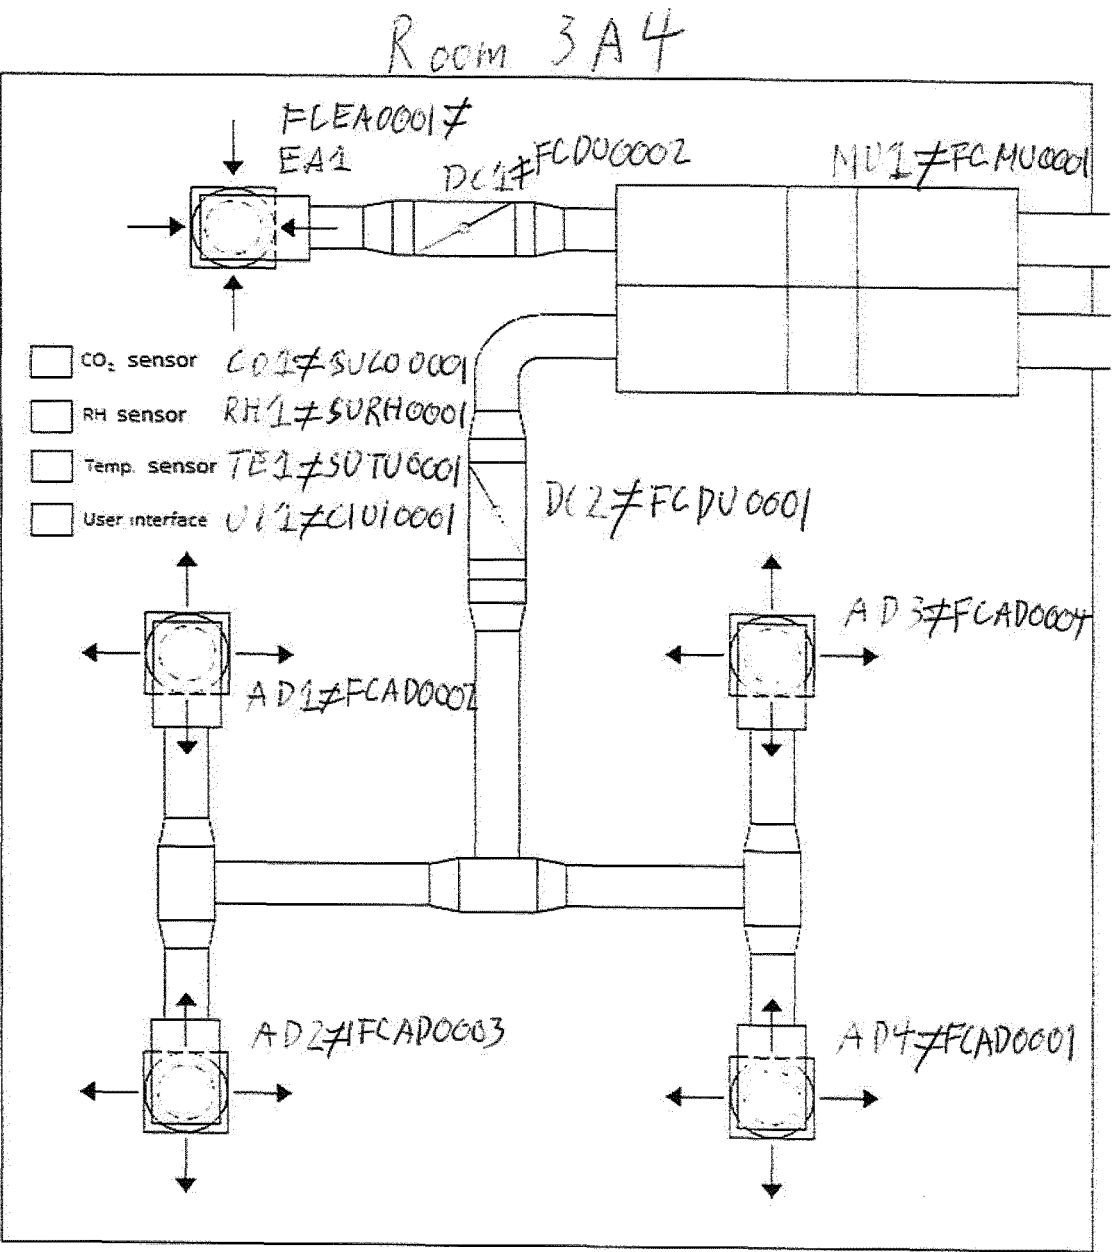 Room 3A4
FCEA0001≠
EA1
DC1≠FCDU0002
MU1≠FCMU0001
CO₂ sensor CO1≠SUCO0001
RH sensor RH1≠SURH0001
Temp. sensor TE1≠SUTU0001
User interface UI1≠CIUI0001
DC2≠FCDU0001
AD3≠FCAD0004
AD1≠FCAD0002
AD2≠FCAD0003
AD4≠FCAD0001